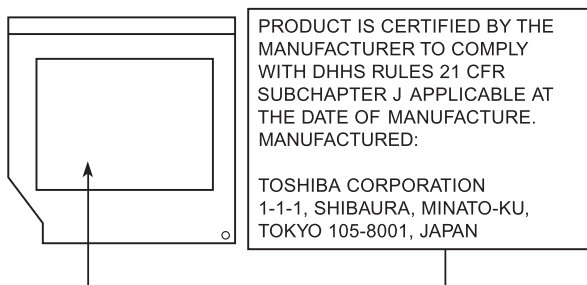 PRODUCT IS CERTIFIED BY THE
MANUFACTURER TO COMPLY
WITH DHHS RULES 21 CFR
SUBCHAPTER J APPLICABLE AT
THE DATE OF MANUFACTURE.
MANUFACTURED:
TOSHIBA CORPORATION
1-1-1, SHIBAURA, MINATO-KU,
TOKYO 105-8001, JAPAN